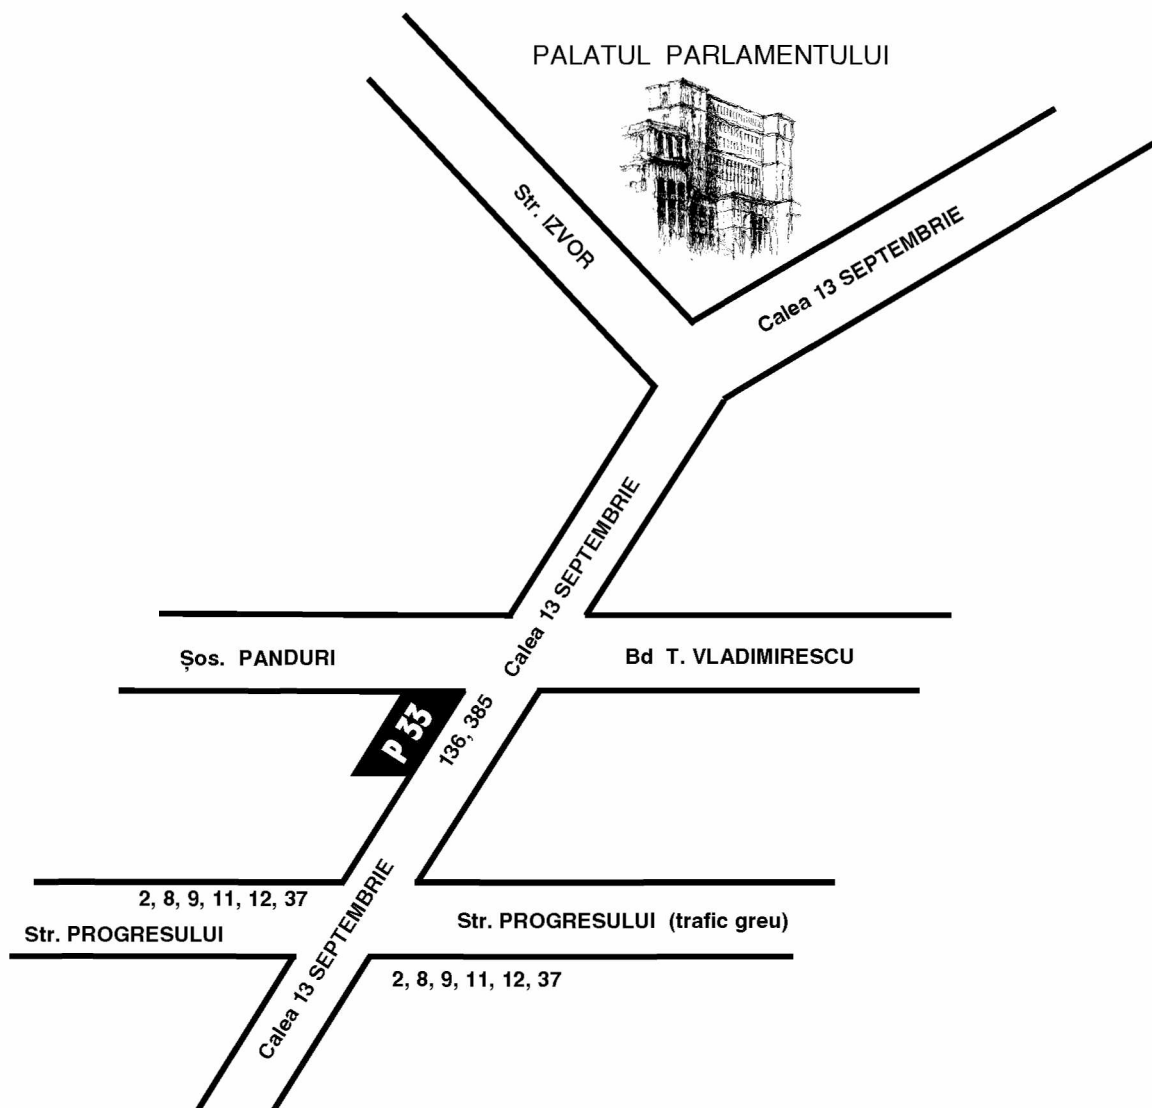 PALATUL PARLAMENTULUI
Str. IZVOR
Calea 13 SEPTEMBRIE
Calea 13 SEPTEMBRIE
Șos. PANDURI
Bd T. VLADIMIRESCU
P 33
136, 385
2, 8, 9, 11, 12, 37
Str. PROGRESULUI
Calea 13 SEPTEMBRIE
Str. PROGRESULUI (trafic greu)
2, 8, 9, 11, 12, 37